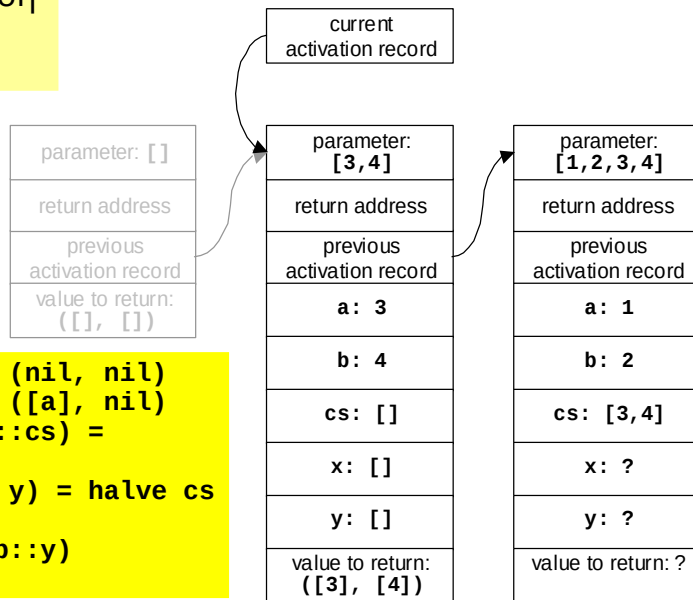 current
activation record
parameter: []
return address
previous
activation record
value to return:
([], [])
parameter:
[3,4]
return address
previous
activation record
a: 3
b: 4
cs: []
x: []
y: []
value to return:
([3], [4])
parameter:
[1,2,3,4]
return address
previous
activation record
a: 1
b: 2
cs: [3,4]
x: ?
y: ?
value to return: ?
(nil, nil)
([a], nil)
::cs) =
y) = halve cs
::y)